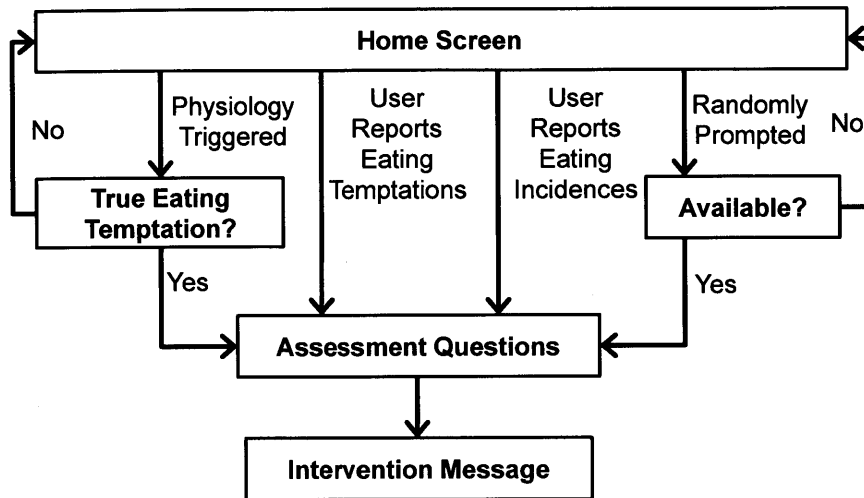 Home Screen
No
Physiology
Triggered
User
Reports
Eating
Temptations
User
Reports
Eating
Incidences
Randomly
Prompted
No
True Eating
Temptation?
Available?
Yes
Yes
Assessment Questions
Intervention Message